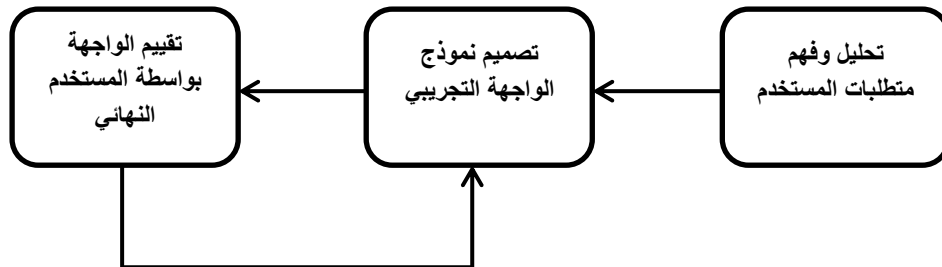 تحليل وفهم
متطلبات المستخدم
تصميم نموذج
الواجهة التجريبي
تقييم الواجهة
بواسطة المستخدم
النهائي